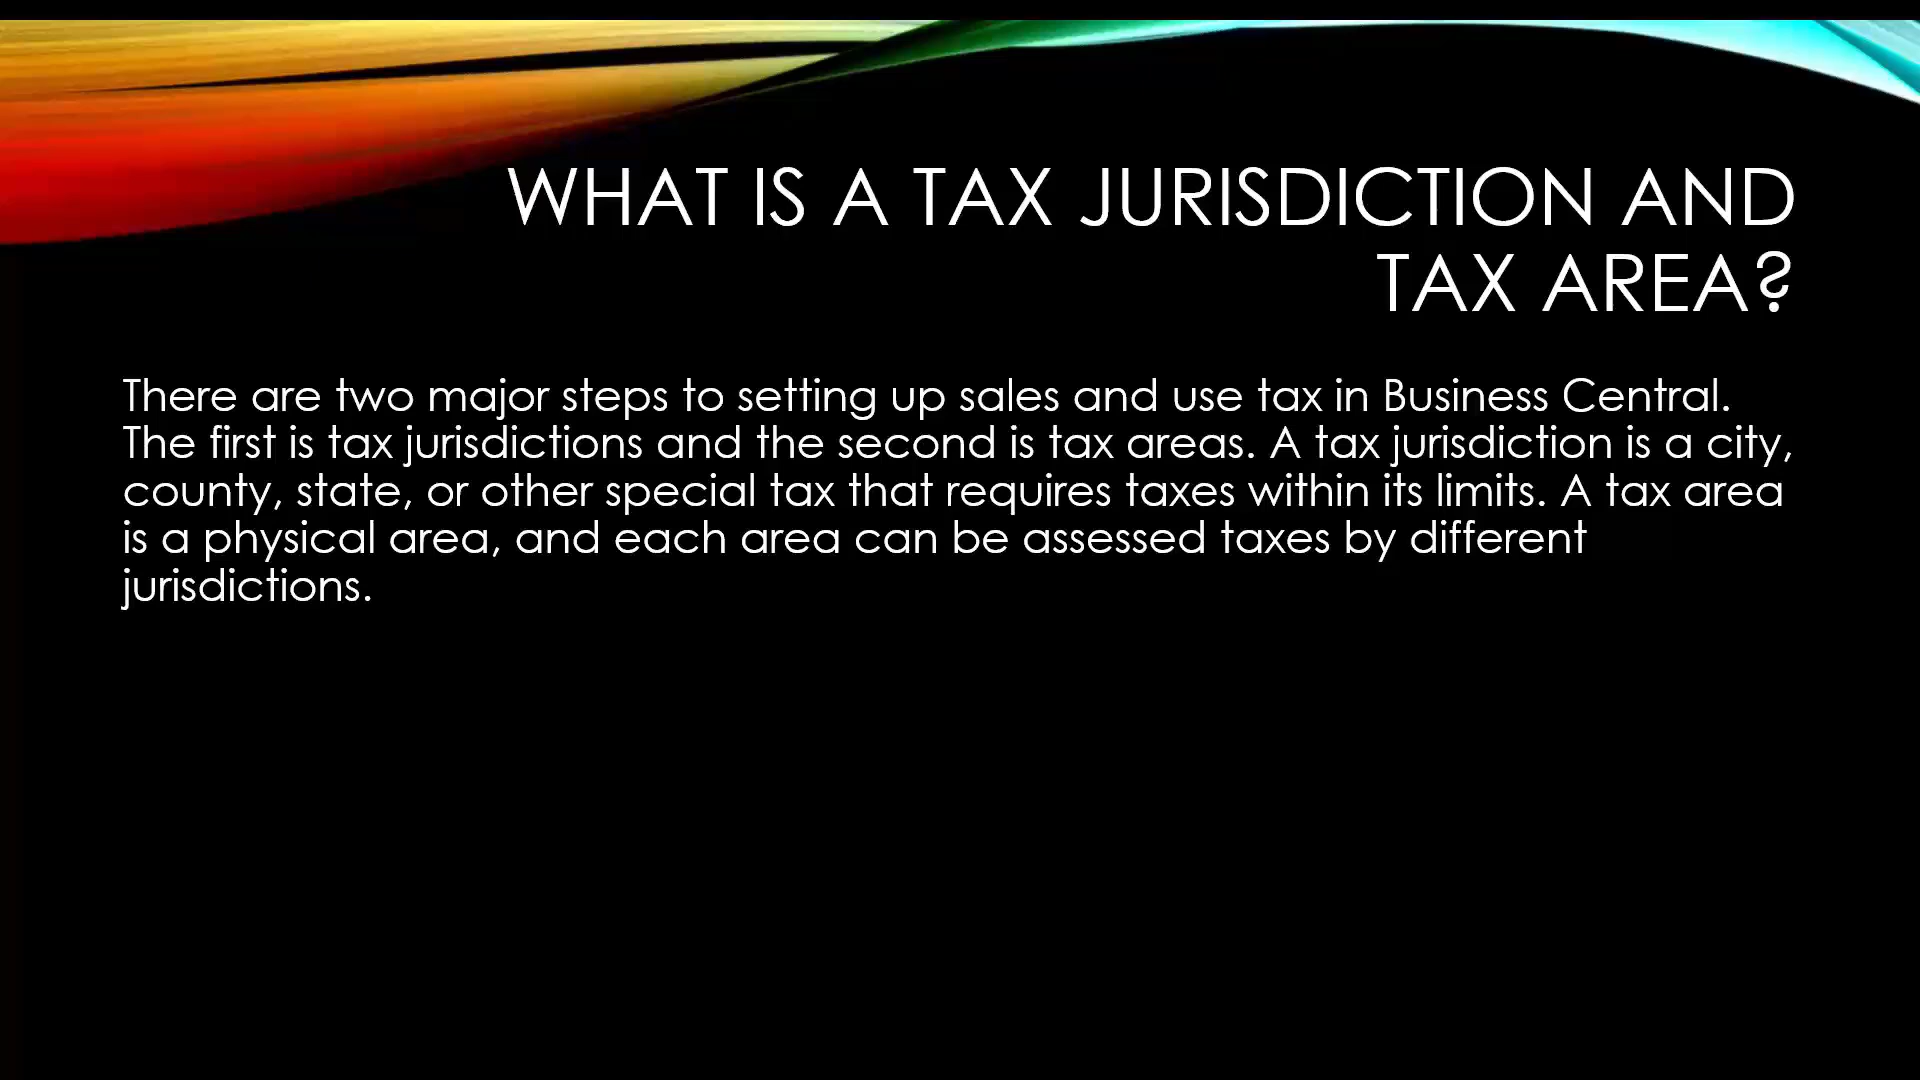 WHAT IS A TAX JURISDICTION AND
TAX AREA?
There are two major steps to setting up sales and use tax in Business Central.
The first is tax jurisdictions and the second is tax areas. A tax jurisdiction is a city,
county, state, or other special tax that requires taxes within its limits. A tax area
is a physical area, and each area can be assessed taxes by different
jurisdictions.